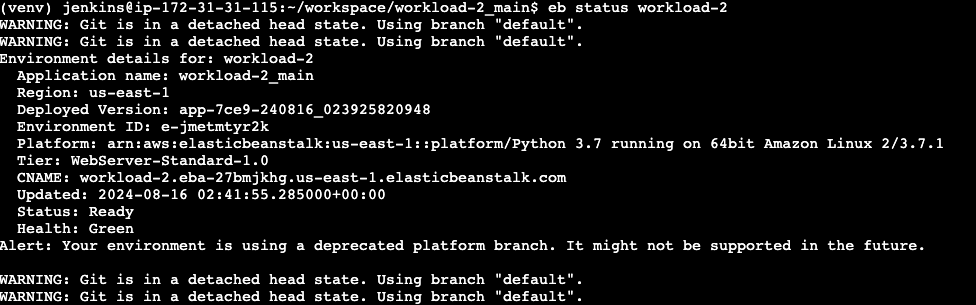 (venv) jenkins@ip-172-31-31-115:~/workspace/workload-2_main$ eb status workload-2
WARNING: Git is in a detached head state. Using branch "default".
WARNING: Git is in a detached head state. Using branch "default".
Environment details for: workload-2
  Application name: workload-2_main
  Region: us-east-1
  Deployed Version: app-7ce9-240816_023925820948
  Environment ID: e-jmetmtyr2k
  Platform: arn:aws:elasticbeanstalk:us-east-1::platform/Python 3.7 running on 64bit Amazon Linux 2/3.7.1
  Tier: WebServer-Standard-1.0
  CNAME: workload-2.eba-27bmjkhg.us-east-1.elasticbeanstalk.com
  Updated: 2024-08-16 02:41:55.285000+00:00
  Status: Ready
  Health: Green
Alert: Your environment is using a deprecated platform branch. It might not be supported in the future.

WARNING: Git is in a detached head state. Using branch "default".
WARNING: Git is in a detached head state. Using branch "default".